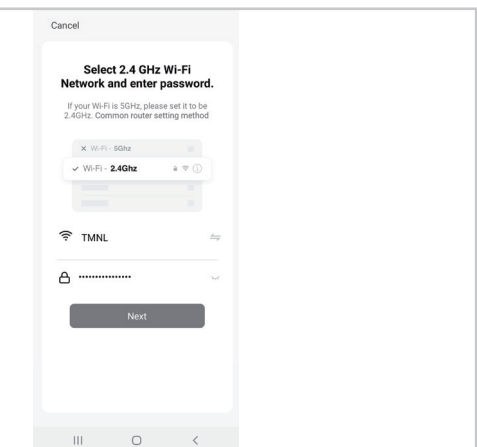 Cancel
Select 2.4 GHz Wi-Fi
Network and enter password.
If your Wi-Fi is 5GHz, please set it to be
2.4GHz. Common router setting method
Wi-Fi - 5Ghz
Wi-Fi - 2.4Ghz
TMNL
•••••••••••••••
Next